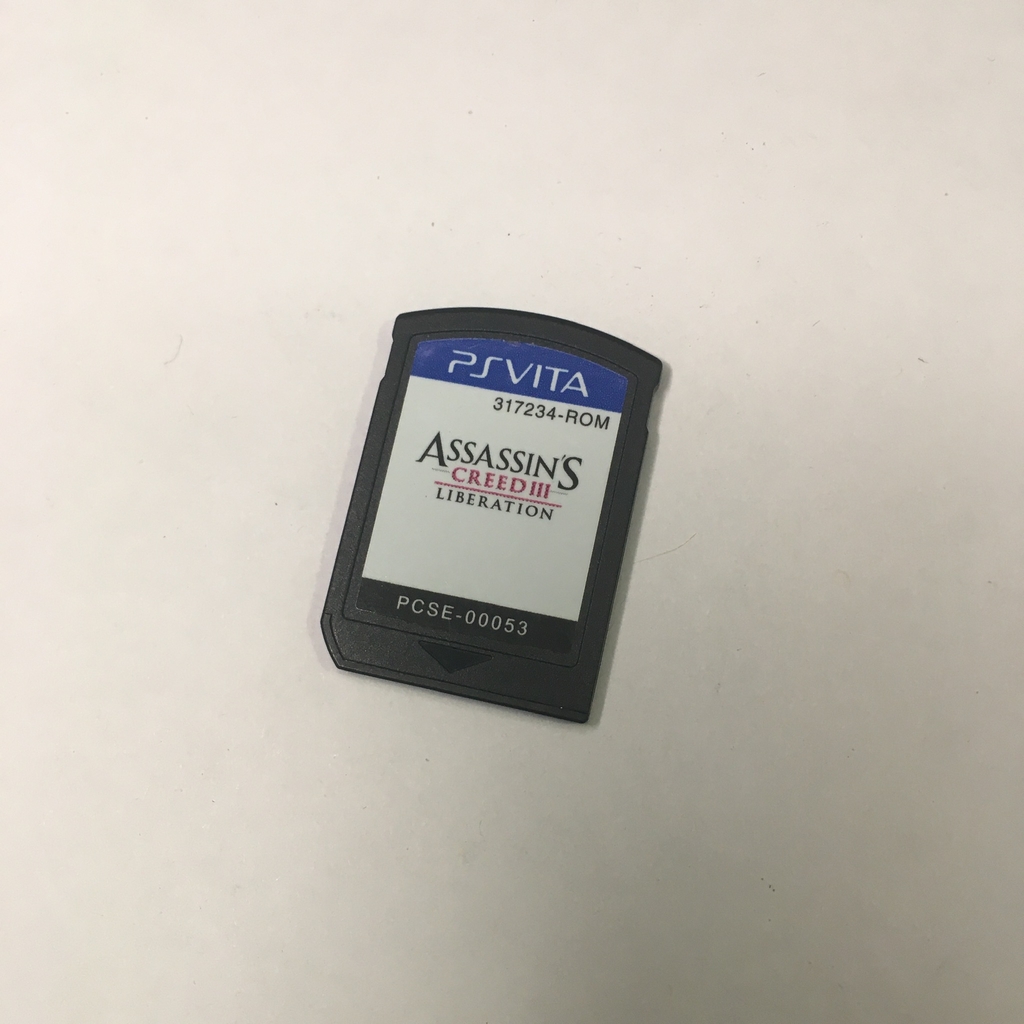 PSVITA
317234-ROM
ASSASSIN'S
CREED III
LIBERATION
PCSE-00053